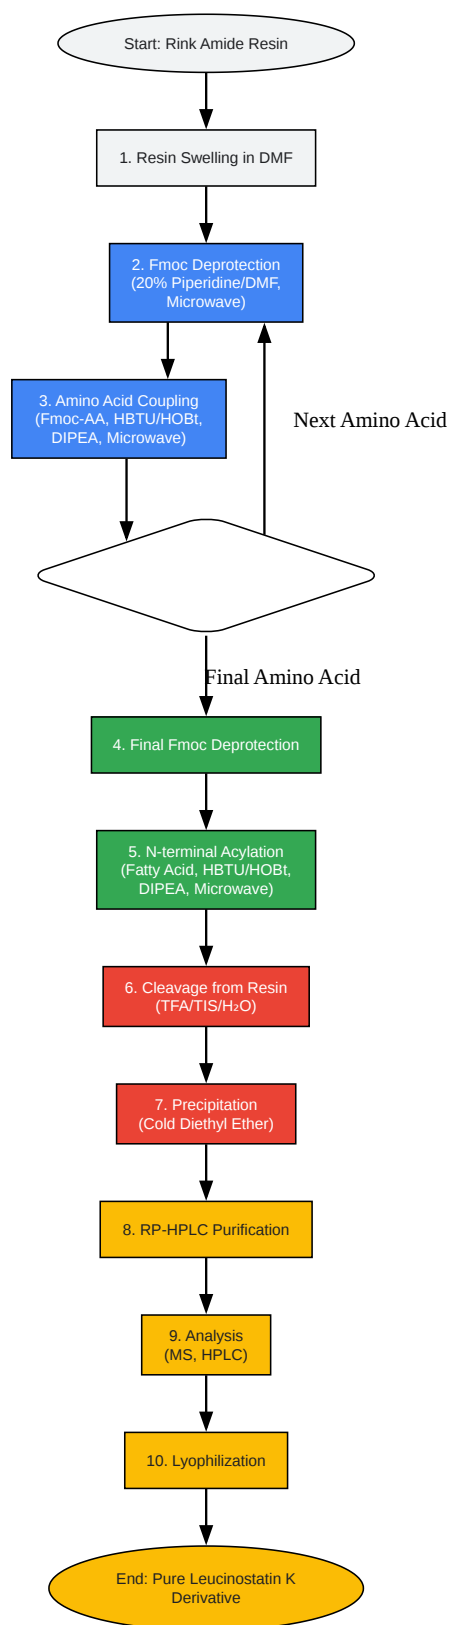 Start: Rink Amide Resin
1. Resin Swelling in DMF
2. Fmoc Deprotection
(20% Piperidine/DMF,
Microwave)
3. Amino Acid Coupling
(Fmoc-AA, HBTU/HOBt,
DIPEA, Microwave)
Next Amino Acid
Final Amino Acid
4. Final Fmoc Deprotection
5. N-terminal Acylation
(Fatty Acid, HBTU/HOBt,
DIPEA, Microwave)
6. Cleavage from Resin
(TFA/TIS/H₂O)
7. Precipitation
(Cold Diethyl Ether)
8. RP-HPLC Purification
9. Analysis
(MS, HPLC)
10. Lyophilization
End: Pure Leucinostatin K
Derivative